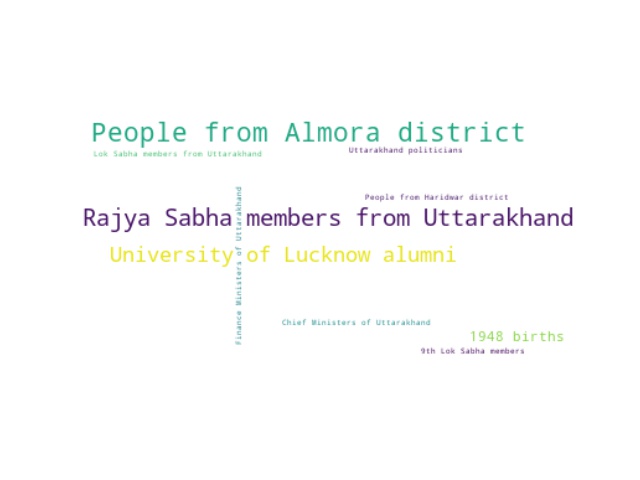 People from Almora district
Uttarakhand politicians
Lok Sabha members from Uttarakhand
People from Haridwar district
Rajya Sabha members from Uttarakhand
University of Lucknow alumni
Finance Ministers of Uttarakhand
Chief Ministers of Uttarakhand
1948 births
9th Lok Sabha members